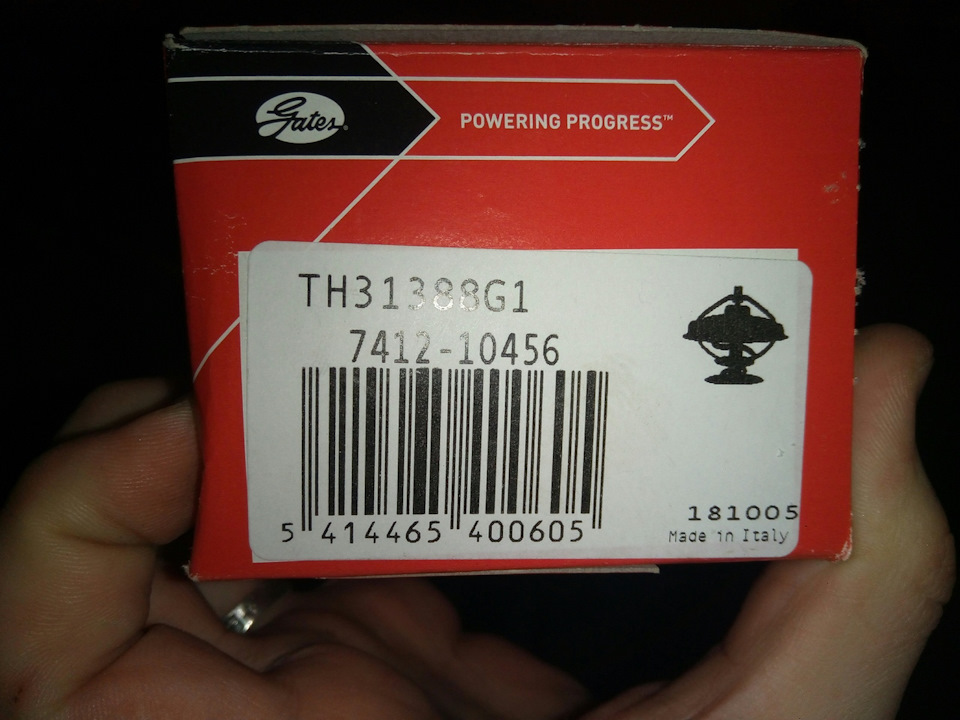 Gates®
POWERING PROGRESS™
TH31388G1
7412-10456
5 414465 400605
181005
Made in Italy